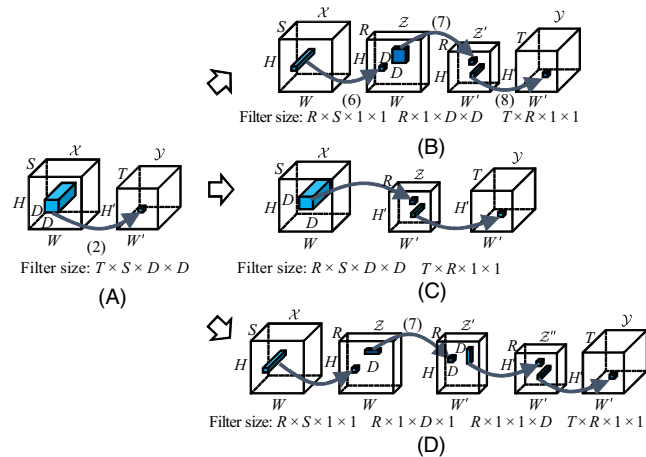 S 𝒳 R 𝒵 (7) 𝒵′ 𝒴
R T
H H D D H′ H′
W (6) W W′ (8) W′
Filter size: R × S × 1 × 1 R × 1 × D × D T × R × 1 × 1
(B)
S 𝒳 T 𝒴
H D D H′
W (2) W′
Filter size: T × S × D × D
(A)
S 𝒳 R 𝒵 T 𝒴
H D D H′ H′
W W′ W′
Filter size: R × S × D × D T × R × 1 × 1
(C)
S 𝒳 R 𝒵 (7) 𝒵′ R 𝒵″ T 𝒴
R
H H D H D H′ H′
W W W′ W′ W′
Filter size: R × S × 1 × 1 R × 1 × D × 1 R × 1 × 1 × D T × R × 1 × 1
(D)